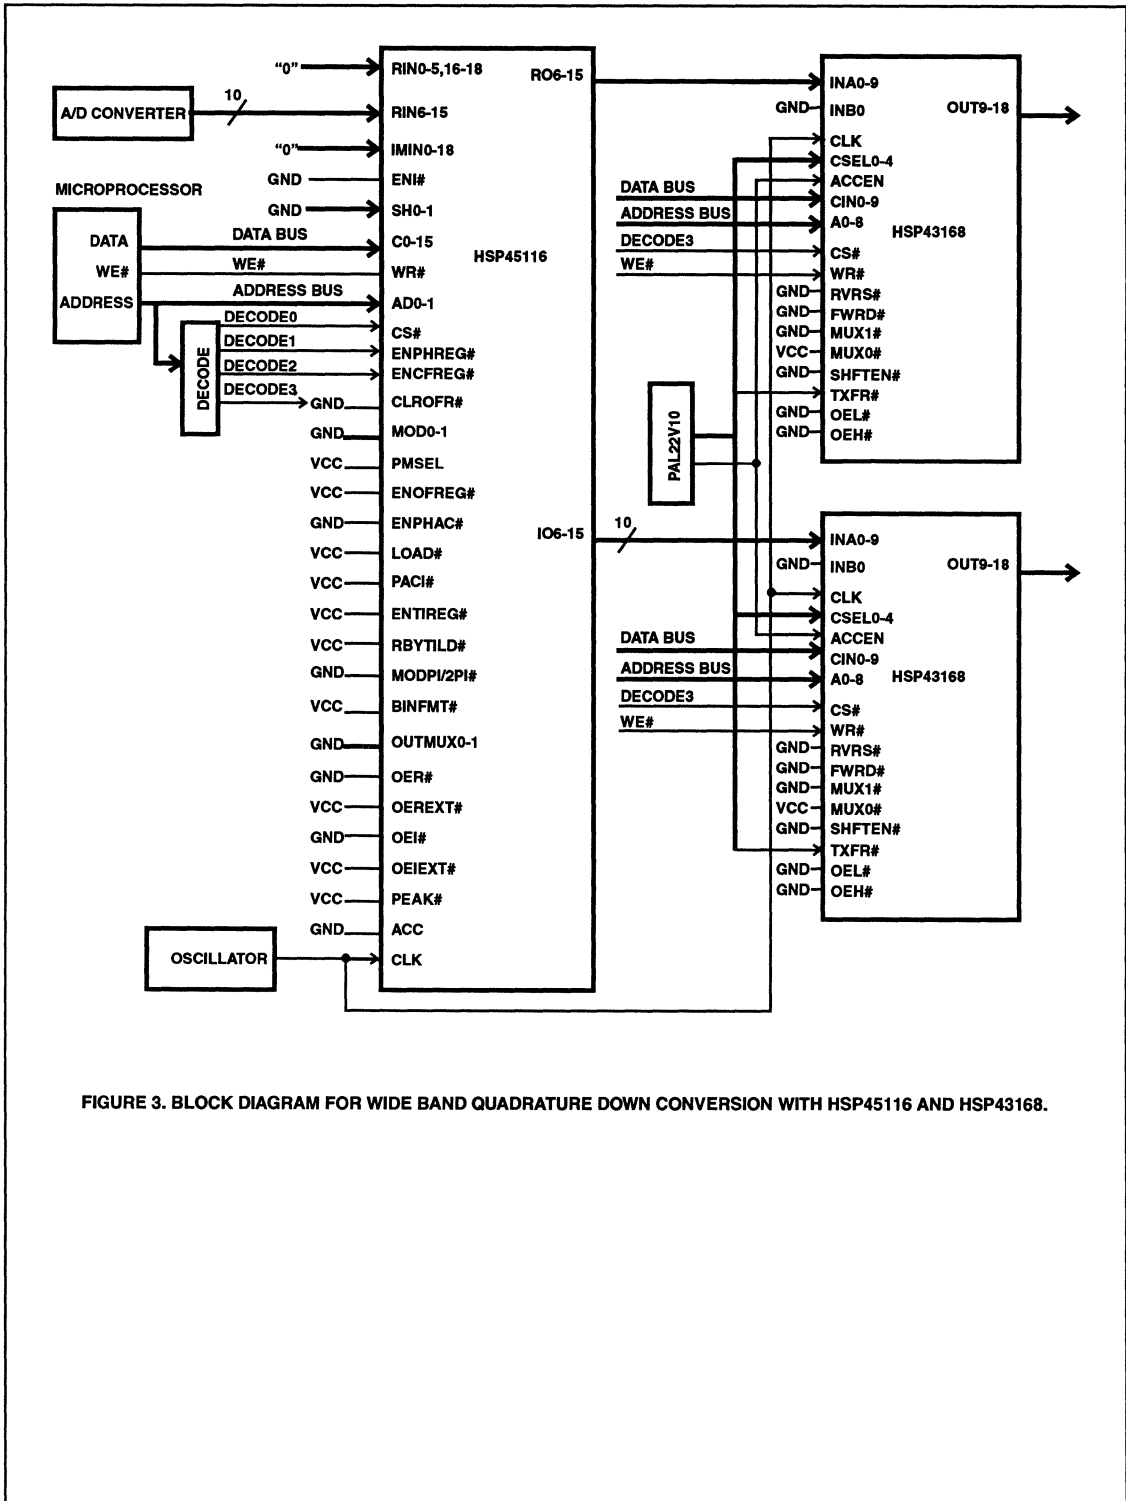 "0"
RIN0-5,16-18
RO6-15
A/D CONVERTER
10
RIN6-15
"0"
IMIN0-18
GND
ENI#
GND
SH0-1
MICROPROCESSOR
DATA
DATA BUS
C0-15
HSP45116
WE#
WE#
WR#
ADDRESS
ADDRESS BUS
AD0-1
DECODE
DECODE0
CS#
DECODE1
ENPHREG#
DECODE2
ENCFREG#
DECODE3
GND
CLROFR#
GND
MOD0-1
VCC
PMSEL
VCC
ENOFREG#
GND
ENPHAC#
IO6-15
10
VCC
LOAD#
VCC
PACI#
VCC
ENTIREG#
VCC
RBYTILD#
GND
MODPI/2PI#
VCC
BINFMT#
GND
OUTMUX0-1
GND
OER#
VCC
OEREXT#
GND
OEI#
VCC
OEIEXT#
VCC
PEAK#
GND
ACC
OSCILLATOR
CLK
PAL22V10
INA0-9
OUT9-18
GND
INB0
CLK
CSEL0-4
ACCEN
DATA BUS
CIN0-9
ADDRESS BUS
A0-8
HSP43168
DECODE3
CS#
WE#
WR#
GND
RVRS#
GND
FWRD#
GND
MUX1#
VCC
MUX0#
GND
SHFTEN#
TXFR#
GND
OEL#
GND
OEH#
INA0-9
OUT9-18
GND
INB0
CLK
CSEL0-4
ACCEN
DATA BUS
CIN0-9
ADDRESS BUS
A0-8
HSP43168
DECODE3
CS#
WE#
WR#
GND
RVRS#
GND
FWRD#
GND
MUX1#
VCC
MUX0#
GND
SHFTEN#
TXFR#
GND
OEL#
GND
OEH#
FIGURE 3. BLOCK DIAGRAM FOR WIDE BAND QUADRATURE DOWN CONVERSION WITH HSP45116 AND HSP43168.